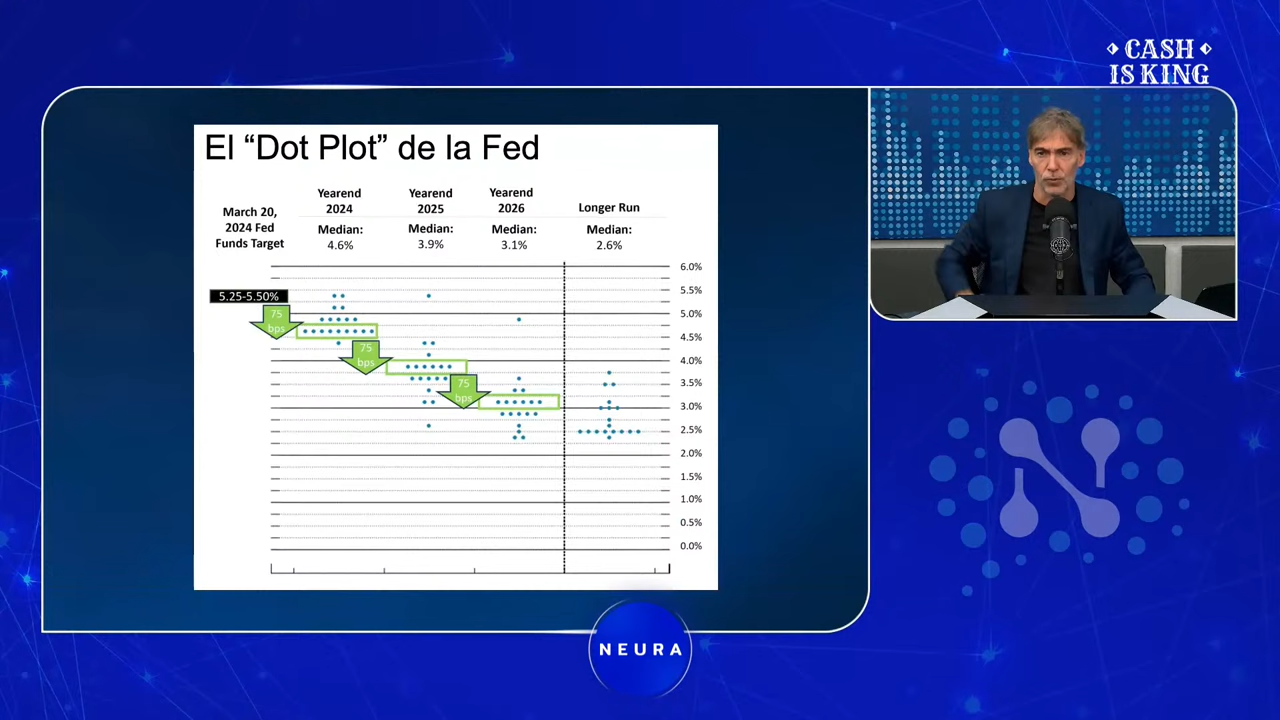 CASH
IS KING
El “Dot Plot” de la Fed
March 20,
2024 Fed
Funds Target
Yearend
2024
Median:
4.6%
Yearend
2025
Median:
3.9%
Yearend
2026
Median:
3.1%
Longer Run
Median:
2.6%
5.25-5.50%
75
bps
75
bps
75
bps
6.0%
5.5%
5.0%
4.5%
4.0%
3.5%
3.0%
2.5%
2.0%
1.5%
1.0%
0.5%
0.0%
N
NEURA